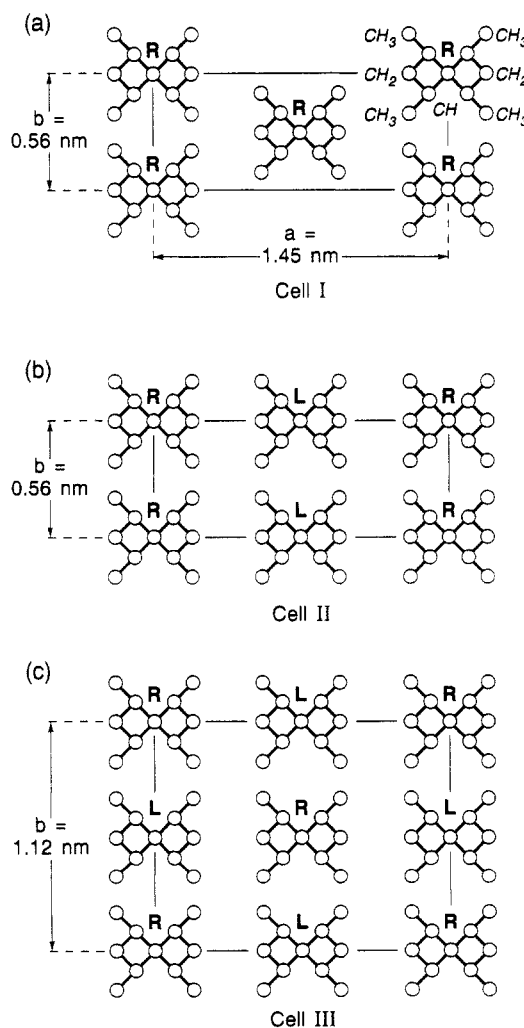 (a)
R R
CH3 CH3
CH2 CH2
CH3 CH CH3
b =
0.56 nm
R
R R
a =
1.45 nm
Cell I
(b)
R L R
b =
0.56 nm
R L R
Cell II
(c)
R L R
L R L
b =
1.12 nm
R L R
Cell III